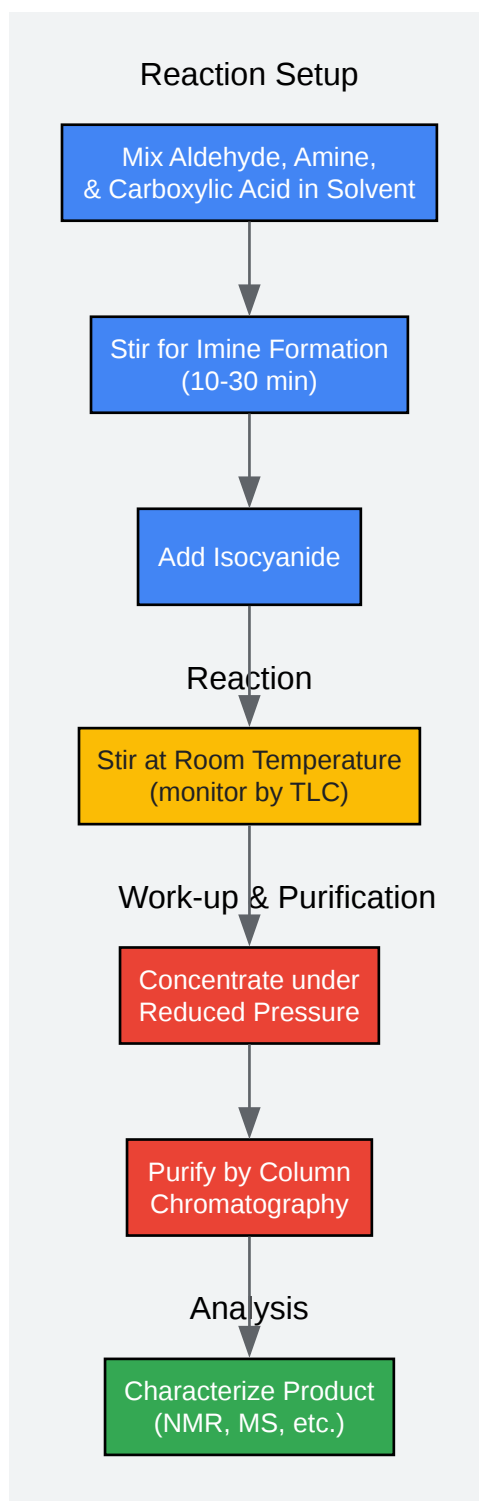 Reaction Setup
Mix Aldehyde, Amine,
& Carboxylic Acid in Solvent
Stir for Imine Formation
(10-30 min)
Add Isocyanide
Reaction
Stir at Room Temperature
(monitor by TLC)
Work-up & Purification
Concentrate under
Reduced Pressure
Purify by Column
Chromatography
Analysis
Characterize Product
(NMR, MS, etc.)